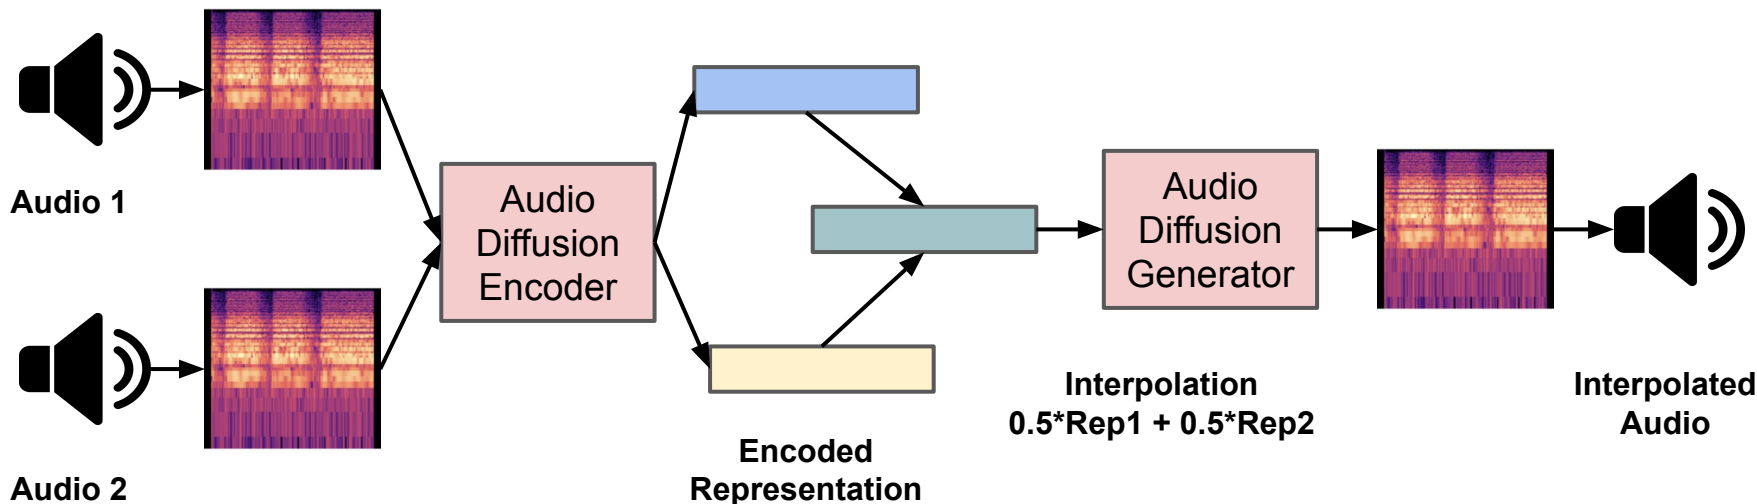 Audio 1
Audio 2
Audio
Diffusion
Encoder
Encoded
Representation
Audio
Diffusion
Generator
Interpolation
0.5*Rep1 + 0.5*Rep2
Interpolated
Audio